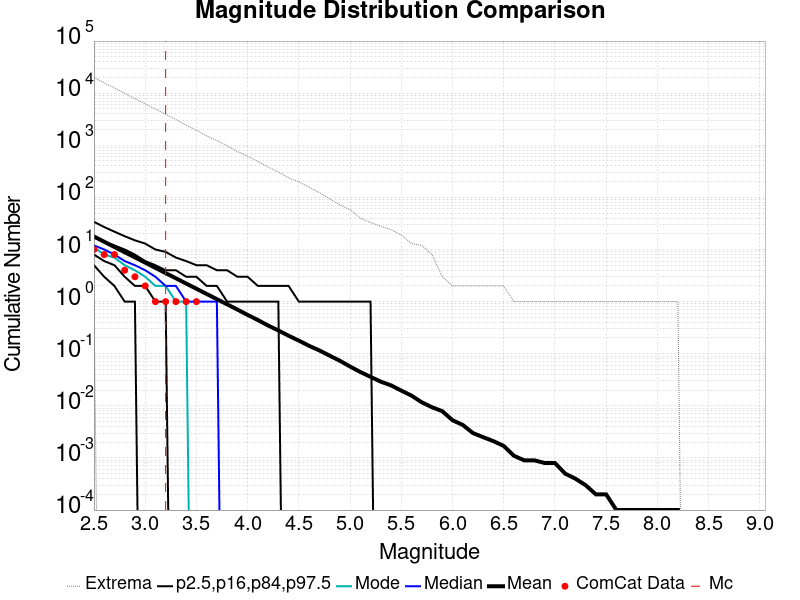 Magnitude Distribution Comparison
10^5
10^4
10^3
10^2
10^1
10^0
10^-1
10^-2
10^-3
10^-4
Cumulative Number
2.5 3.0 3.5 4.0 4.5 5.0 5.5 6.0 6.5 7.0 7.5 8.0 8.5 9.0
Magnitude
Extrema p2.5,p16,p84,p97.5 Mode Median Mean ComCat Data Mc